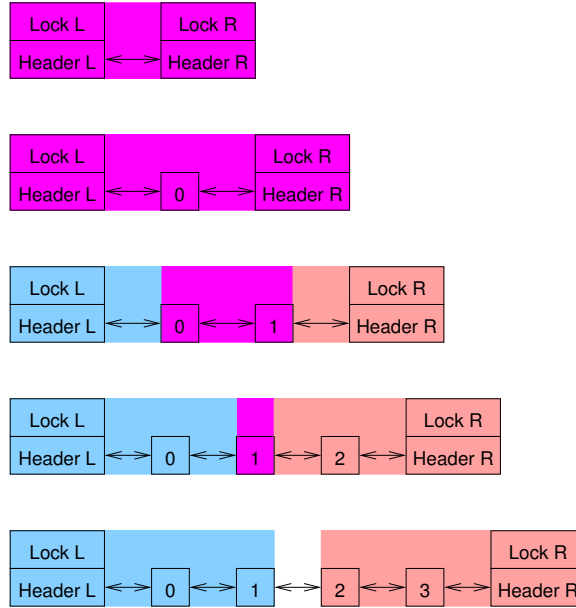 Lock L Lock R
Header L Header R
Lock L Lock R
Header L 0 Header R
Lock L Lock R
Header L 0 1 Header R
Lock L Lock R
Header L 0 1 2 Header R
Lock L Lock R
Header L 0 1 2 3 Header R